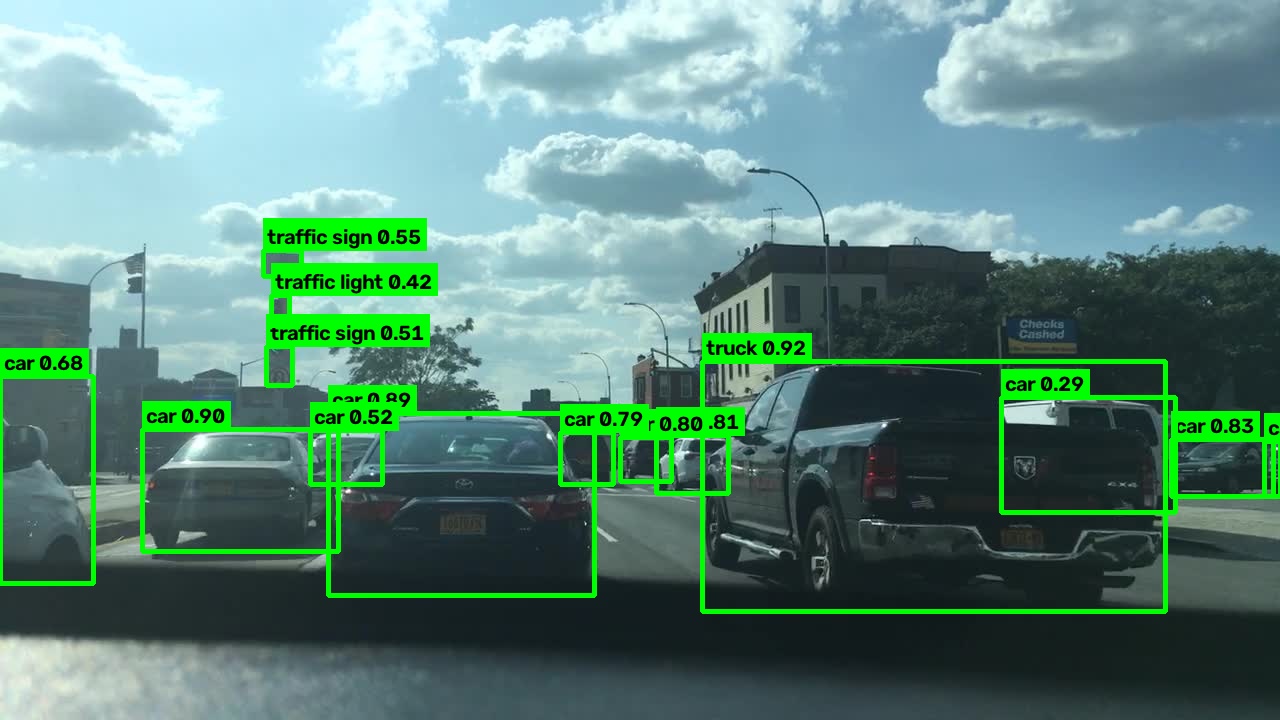 traffic sign 0.55
traffic light 0.42
traffic sign 0.51
truck 0.92
Checks
Cashed
car 0.68
car 0.29
car 0.89
car 0.90
car 0.52
car 0.79
r 0.80
.81
car 0.83
c
4X4